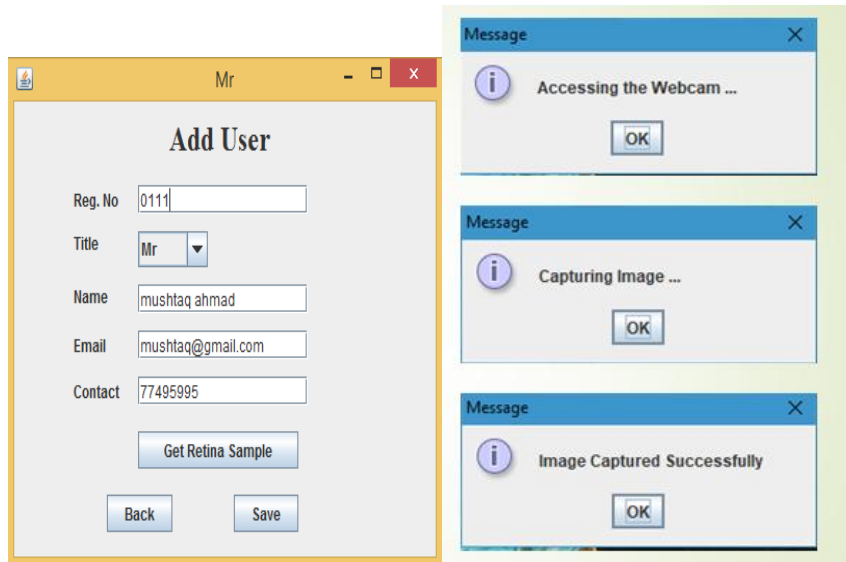 Mr
Add User
Reg. No 0111
Title Mr
Name mushtaq ahmad
Email mushtaq@gmail.com
Contact 77495995
Get Retina Sample
Back Save
Message
Accessing the Webcam ...
OK
Message
Capturing Image ...
OK
Message
Image Captured Successfully
OK